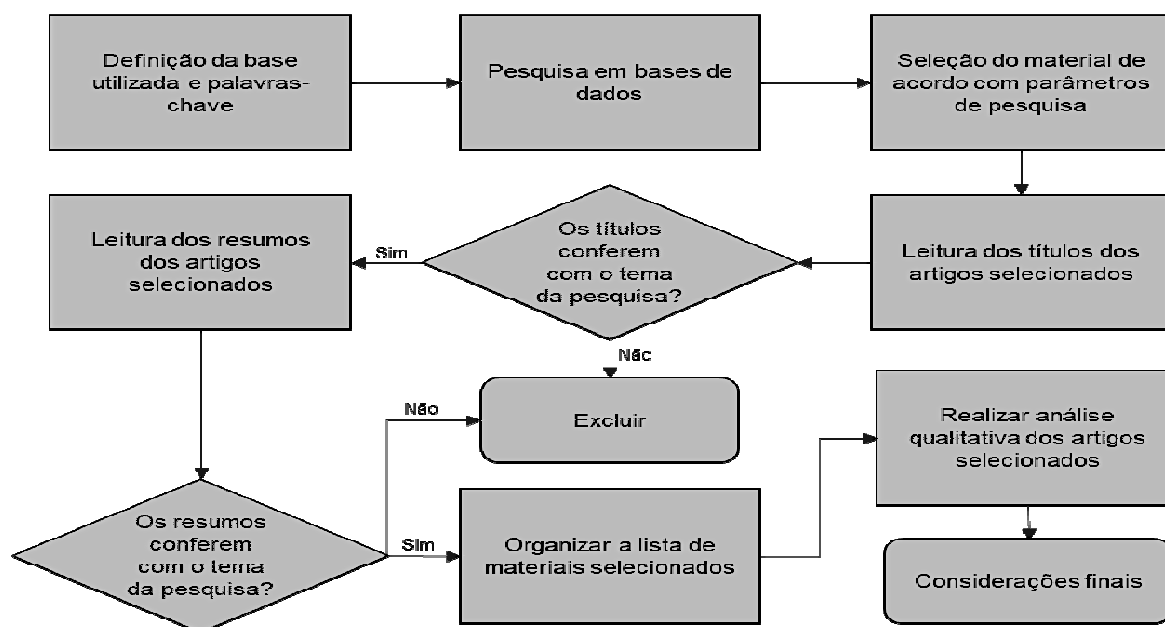 Definição da base
utilizada e palavras-
chave
Pesquisa em bases de
dados
Seleção do material de
acordo com parâmetros
de pesquisa
Leitura dos títulos dos
artigos selecionados
Os títulos
conferem
com o tema
da pesquisa?
Sim
Leitura dos resumos
dos artigos
selecionados
Não
Excluir
Os resumos
conferem
com o tema
da pesquisa?
Não
Sim
Organizar a lista de
materiais selecionados
Realizar análise
qualitativa dos artigos
selecionados
Considerações finais